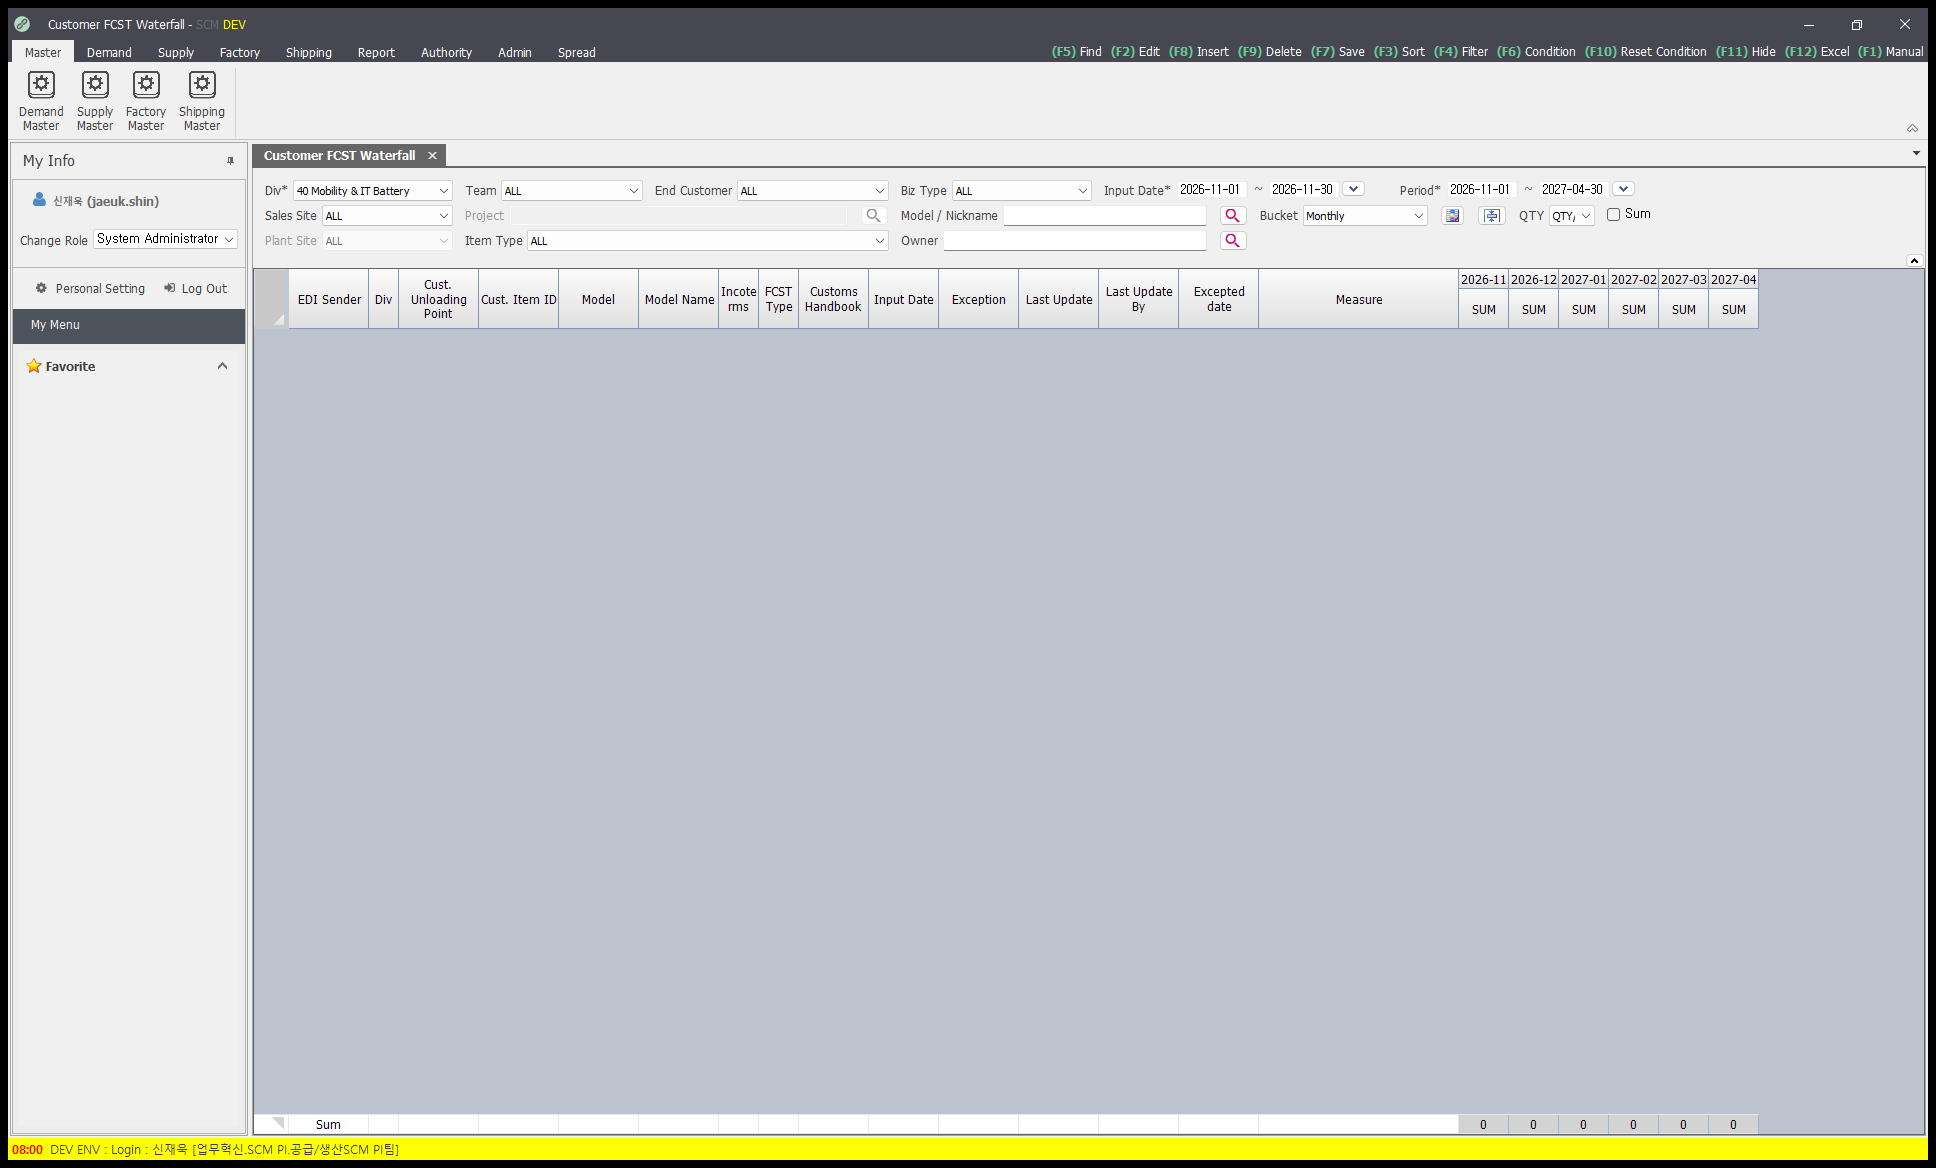 Customer FCST Waterfall - SCM DEV
Master Demand Supply Factory Shipping Report Authority Admin Spread
(F5) Find (F2) Edit (F8) Insert (F9) Delete (F7) Save (F3) Sort (F4) Filter (F6) Condition (F10) Reset Condition (F11) Hide (F12) Excel (F1) Manual
Demand Master
Supply Master
Factory Master
Shipping Master
My Info
신재욱 (jaeuk.shin)
Change Role System Administrator
Personal Setting Log Out
My Menu
Favorite
Customer FCST Waterfall
Div* 40 Mobility & IT Battery Team ALL End Customer ALL Biz Type ALL Input Date* 2026-11-01 ~ 2026-11-30 Period* 2026-11-01 ~ 2027-04-30
Sales Site ALL Project Model / Nickname Bucket Monthly QTY QTY/ Sum
Plant Site ALL Item Type ALL Owner
EDI Sender
Div
Cust. Unloading Point
Cust. Item ID
Model
Model Name
Incoterms
FCST Type
Customs Handbook
Input Date
Exception
Last Update
Last Update By
Excepted date
Measure
2026-11 2026-12 2027-01 2027-02 2027-03 2027-04
SUM SUM SUM SUM SUM SUM
Sum 0 0 0 0 0 0
08:00 DEV ENV : Login : 신재욱 [업무혁신.SCM PI.공급/생산SCM PI팀]